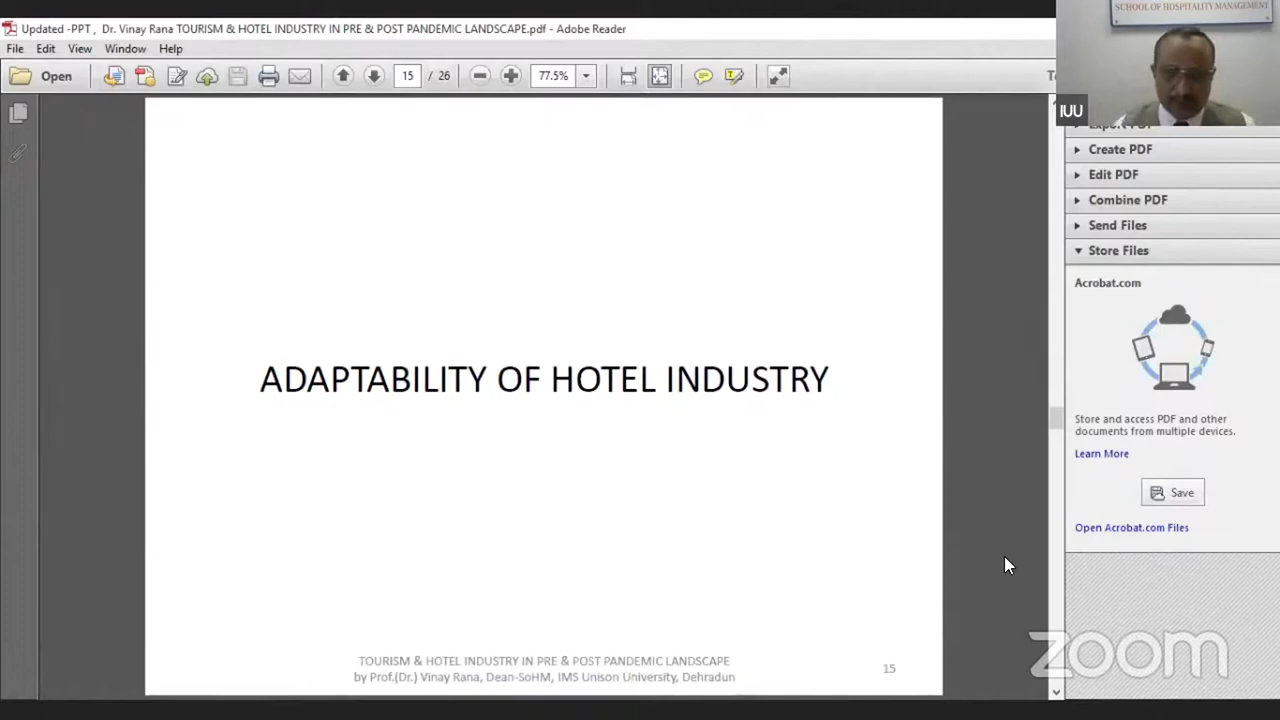 SCHOOL OF HOSPITALITY MANAGEMENT
Updated -PPT , Dr. Vinay Rana TOURISM & HOTEL INDUSTRY IN PRE & POST PANDEMIC LANDSCAPE.pdf - Adobe Reader
File Edit View Window Help
Open 15 / 26 77.5%
IUU
Export PDF
Create PDF
Edit PDF
Combine PDF
Send Files
Store Files
Acrobat.com
Store and access PDF and other
documents from multiple devices.
Learn More
Save
Open Acrobat.com Files
ADAPTABILITY OF HOTEL INDUSTRY
TOURISM & HOTEL INDUSTRY IN PRE & POST PANDEMIC LANDSCAPE
by Prof.(Dr.) Vinay Rana, Dean-SoHM, IMS Unison University, Dehradun
15
zoom